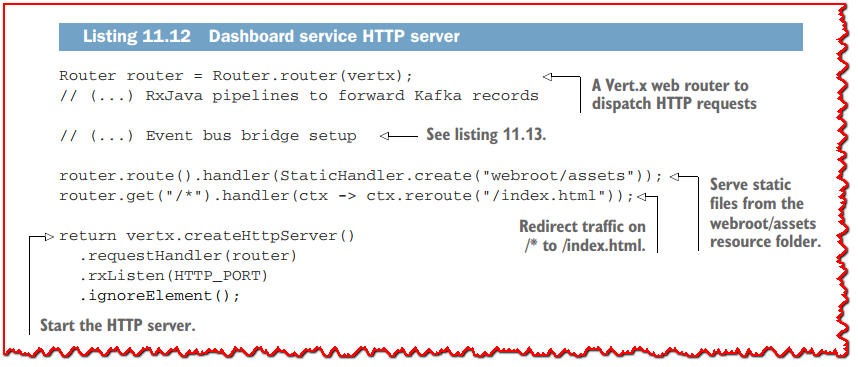 Listing 11.12 Dashboard service HTTP server
Router router = Router.router(vertx);
// (...) RxJava pipelines to forward Kafka records
A Vert.x web router to
dispatch HTTP requests
// (...) Event bus bridge setup
See listing 11.13.
router.route().handler(StaticHandler.create("webroot/assets"));
router.get("/*").handler(ctx -> ctx.reroute("/index.html"));
Serve static
files from the
webroot/assets
resource folder.
Redirect traffic on
/* to /index.html.
return vertx.createHttpServer()
.requestHandler(router)
.rxListen(HTTP_PORT)
.ignoreElement();
Start the HTTP server.